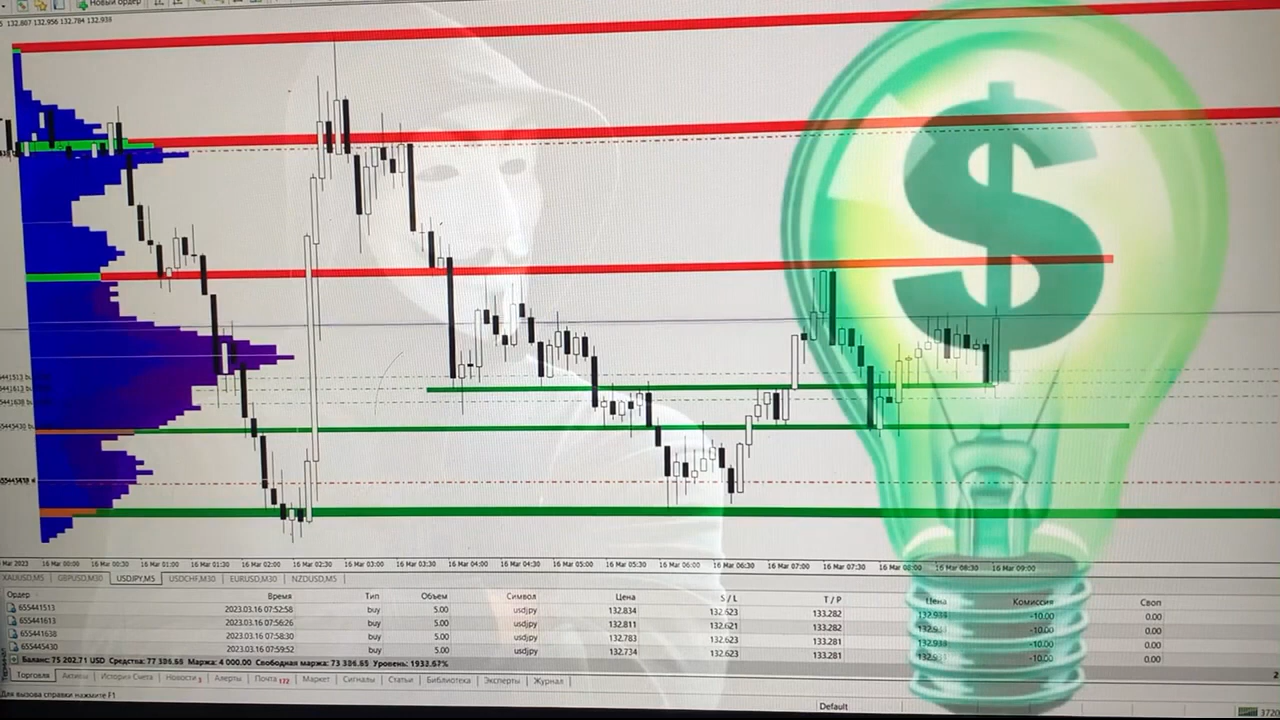 Новый ордер
132.867 132.956 132.784 132.939
$
16 Mar 00:00 16 Mar 00:30 16 Mar 01:00 16 Mar 01:30 16 Mar 02:00 16 Mar 02:30 16 Mar 03:00 16 Mar 03:30 16 Mar 04:00 16 Mar 04:30 16 Mar 05:00 16 Mar 05:30 16 Mar 06:00 16 Mar 06:30 16 Mar 07:00 16 Mar 07:30 16 Mar 08:00 16 Mar 08:30 16 Mar 09:00
XAUUSD,M5 GBPUSD,M30 USDJPY,M5 USDCHF,M30 EURUSD,M30 NZDUSD,M5
Ордер Время Тип Объем Символ Цена S / L T / P Цена Комиссия Своп
655441513 2023.03.16 07:52:58 buy 5.00 usdjpy 132.834 132.623 133.282 -10.00 0.00
655441613 2023.03.16 07:56:26 buy 5.00 usdjpy 132.811 132.621 133.282 -10.00 0.00
655441638 2023.03.16 07:58:30 buy 5.00 usdjpy 132.783 132.623 133.281 -10.00 0.00
655445430 2023.03.16 07:59:52 buy 5.00 usdjpy 132.734 132.623 133.281 -10.00 0.00
Баланс: 75 202.71 USD Средства: 77 386.65 Маржа: 4 000.00 Свободная маржа: 73 386.65 Уровень: 1933.67%
Торговля Активы История Счета Новости Алерты Почта 172 Маркет Сигналы Статьи Библиотека Эксперты Журнал
Для вызова справки нажмите F1
Default